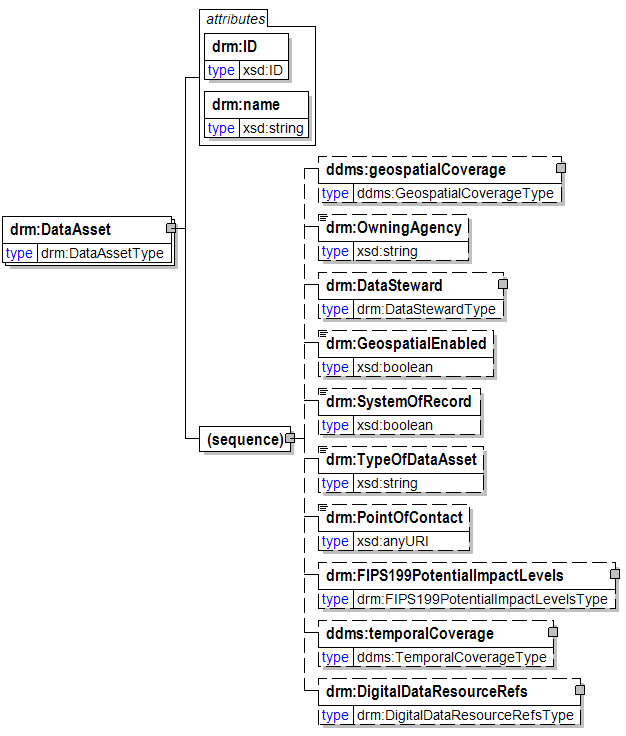 attributes
drm:ID
type xsd:ID
drm:name
type xsd:string
drm:DataAsset
type drm:DataAssetType
(sequence)
ddms:geospatialCoverage
type ddms:GeospatialCoverageType
drm:OwningAgency
type xsd:string
drm:DataSteward
type drm:DataStewardType
drm:GeospatialEnabled
type xsd:boolean
drm:SystemOfRecord
type xsd:boolean
drm:TypeOfDataAsset
type xsd:string
drm:PointOfContact
type xsd:anyURI
drm:FIPS199PotentialImpactLevels
type drm:FIPS199PotentialImpactLevelsType
ddms:temporalCoverage
type ddms:TemporalCoverageType
drm:DigitalDataResourceRefs
type drm:DigitalDataResourceRefsType